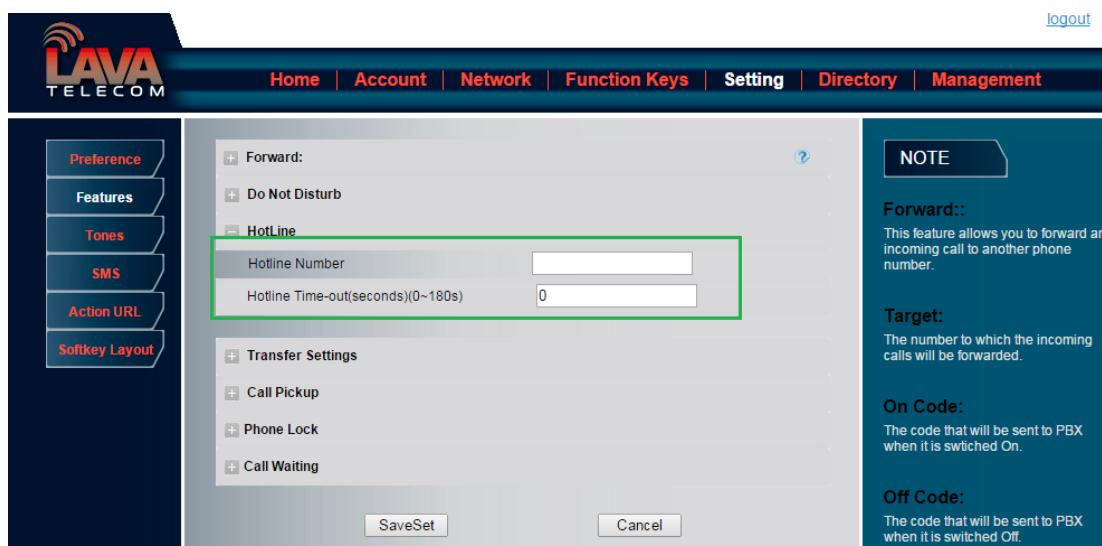 logout
LAVA
TELECOM
Home | Account | Network | Function Keys | Setting | Directory | Management
Preference
Features
Tones
SMS
Action URL
Softkey Layout
Forward:
Do Not Disturb
HotLine
Hotline Number
Hotline Time-out(seconds)(0~180s) 0
Transfer Settings
Call Pickup
Phone Lock
Call Waiting
SaveSet Cancel
NOTE
Forward::
This feature allows you to forward an
incoming call to another phone
number.
Target:
The number to which the incoming
calls will be forwarded.
On Code:
The code that will be sent to PBX
when it is swtiched On.
Off Code:
The code that will be sent to PBX
when it is switched Off.